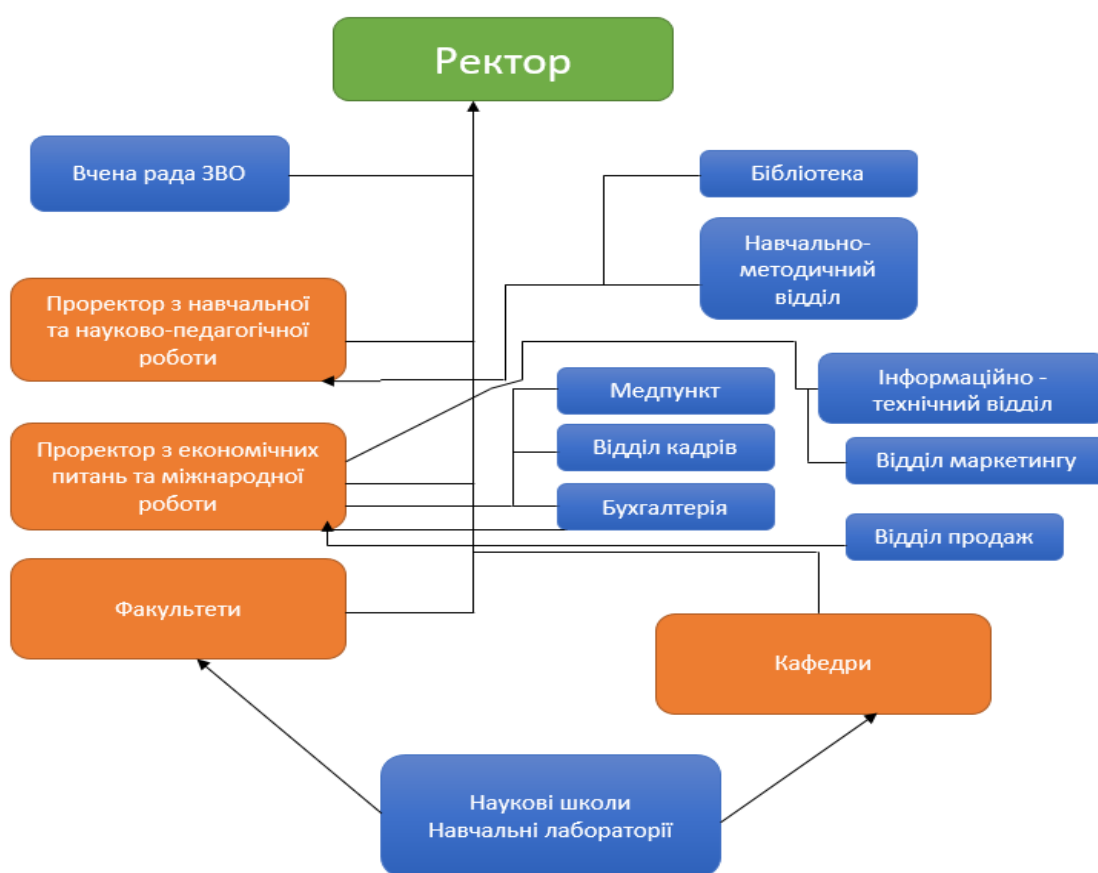 Ректор
Вчена рада ЗВО
Бібліотека
Навчально-
методичний
відділ
Проректор з навчальної
та науково-педагогічної
роботи
Медпункт
Інформаційно -
технічний відділ
Проректор з економічних
питань та міжнародної
роботи
Відділ кадрів
Відділ маркетингу
Бухгалтерія
Відділ продаж
Факультети
Кафедри
Наукові школи
Навчальні лабораторії